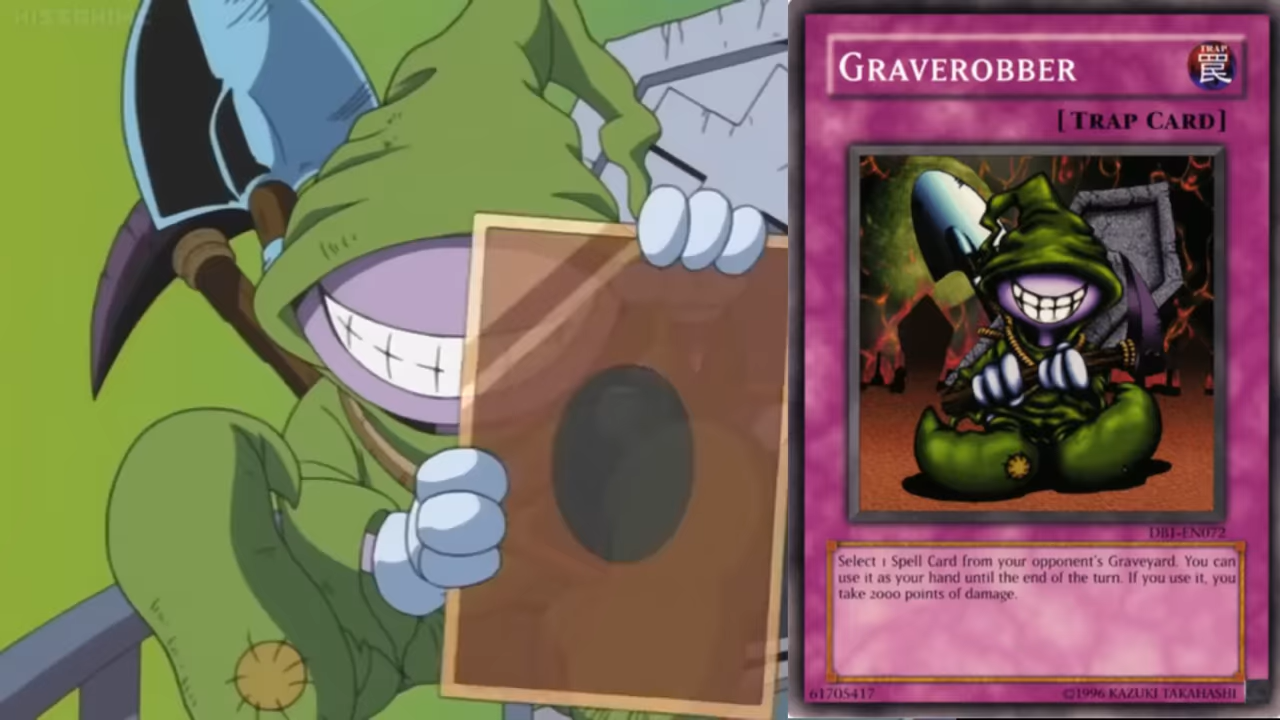 HISSCHIME
GRAVEROBBER
TRAP
罠
[TRAP CARD]
DB1-EN072
Select 1 Spell Card from your opponent's Graveyard. You can
use it as your hand until the end of the turn. If you use it, you
take 2000 points of damage.
61705417
©1996 KAZUKI TAKAHASHI